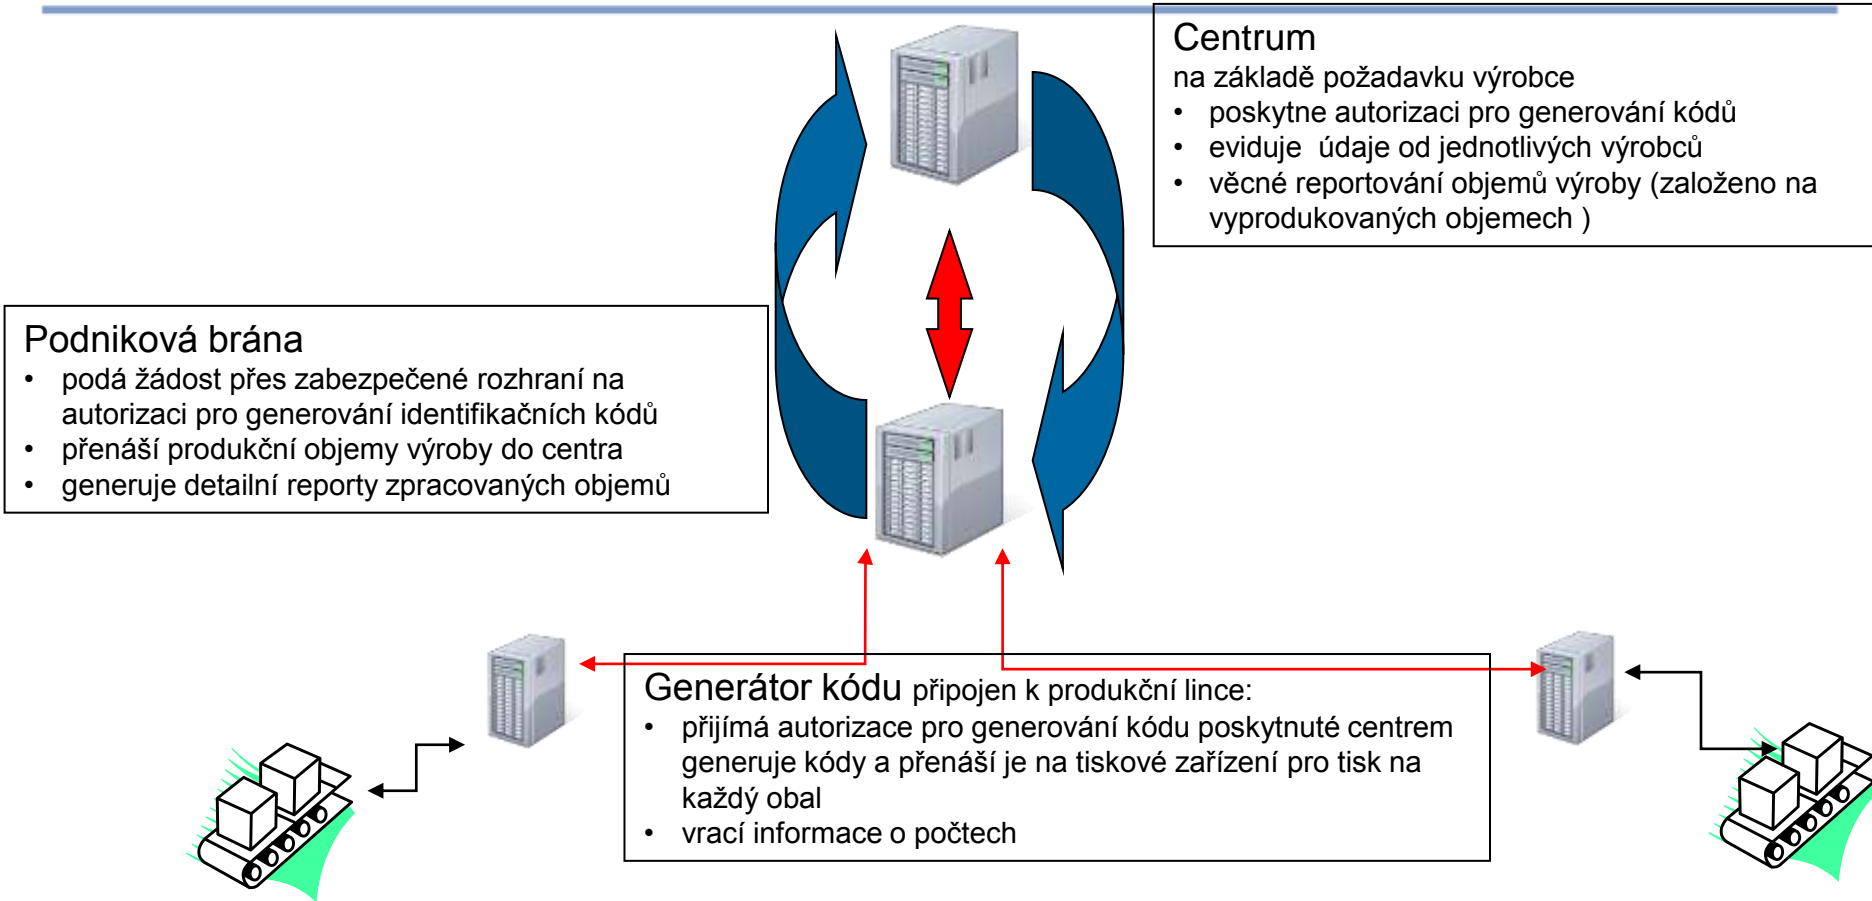 Centrum
na základě požadavku výrobce
• poskytne autorizaci pro generování kódů
• eviduje údaje od jednotlivých výrobců
• věcné reportování objemů výroby (založeno na
vyprodukovaných objemech )
Podniková brána
• podá žádost přes zabezpečené rozhraní na
autorizaci pro generování identifikačních kódů
• přenáší produkční objemy výroby do centra
• generuje detailní reporty zpracovaných objemů
Generátor kódu připojen k produkční lince:
• přijímá autorizace pro generování kódu poskytnuté centrem
generuje kódy a přenáší je na tiskové zařízení pro tisk na
každý obal
• vrací informace o počtech